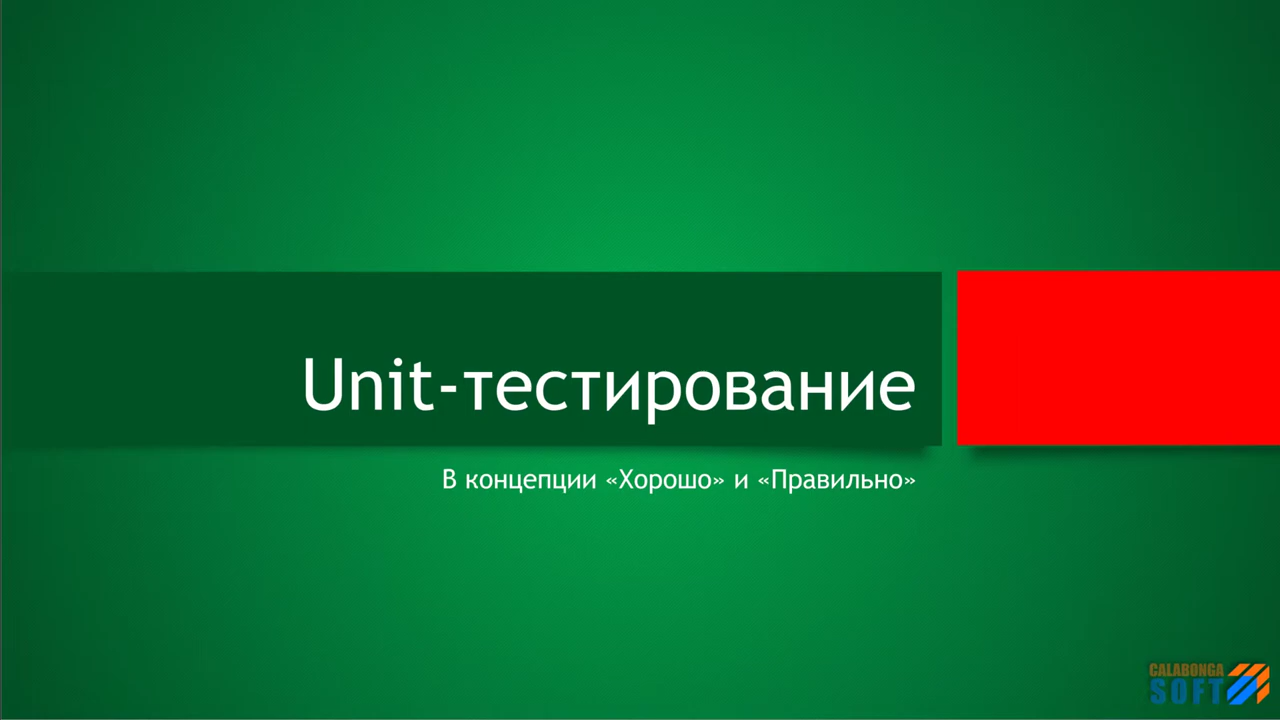 Unit-тестирование
В концепции «Хорошо» и «Правильно»
CALABONGA
SOFT